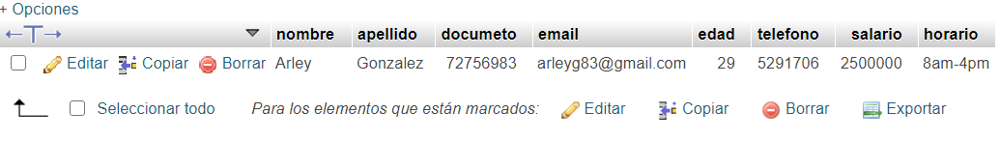 + Opciones
nombre apellido documeto email edad telefono salario horario
Editar Copiar Borrar Arley Gonzalez 72756983 arleyg83@gmail.com 29 5291706 2500000 8am-4pm
Seleccionar todo Para los elementos que están marcados: Editar Copiar Borrar Exportar